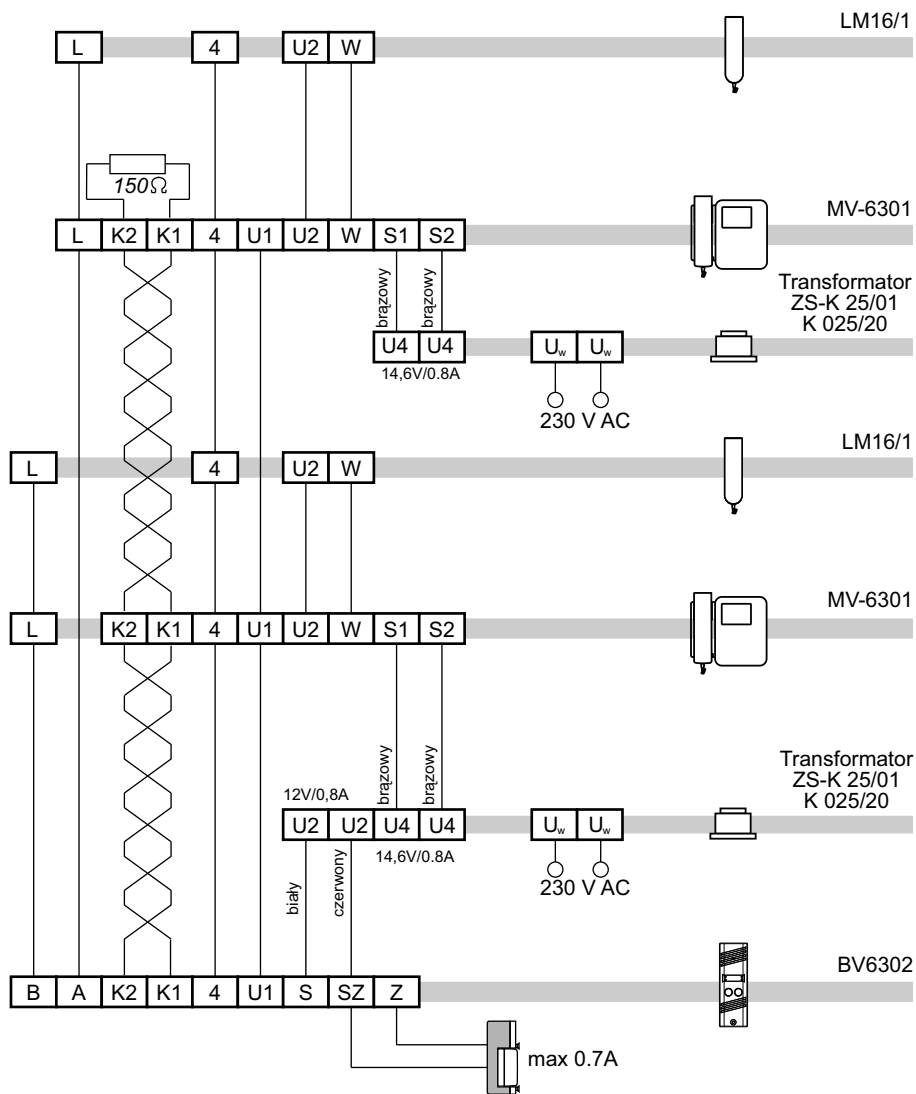 LM16/1
L 4 U2 W
150Ω
MV-6301
L K2 K1 4 U1 U2 W S1 S2
brązowy brązowy
Transformator
ZS-K 25/01
K 025/20
U4 U4 Uw Uw
14,6V/0.8A
230 V AC
LM16/1
L 4 U2 W
MV-6301
L K2 K1 4 U1 U2 W S1 S2
brązowy brązowy
Transformator
ZS-K 25/01
K 025/20
12V/0,8A
U2 U2 U4 U4 Uw Uw
14,6V/0.8A
230 V AC
biały czerwony
BV6302
B A K2 K1 4 U1 S SZ Z
max 0.7A